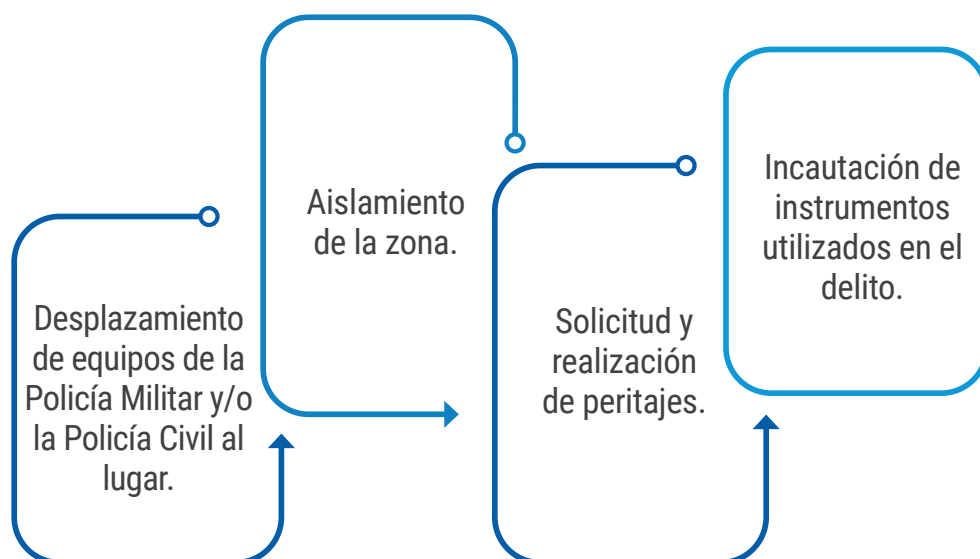 Desplazamiento
de equipos de la
Policía Militar y/o
la Policía Civil al
lugar.
Aislamiento
de la zona.
Solicitud y
realización
de peritajes.
Incautación de
instrumentos
utilizados en el
delito.